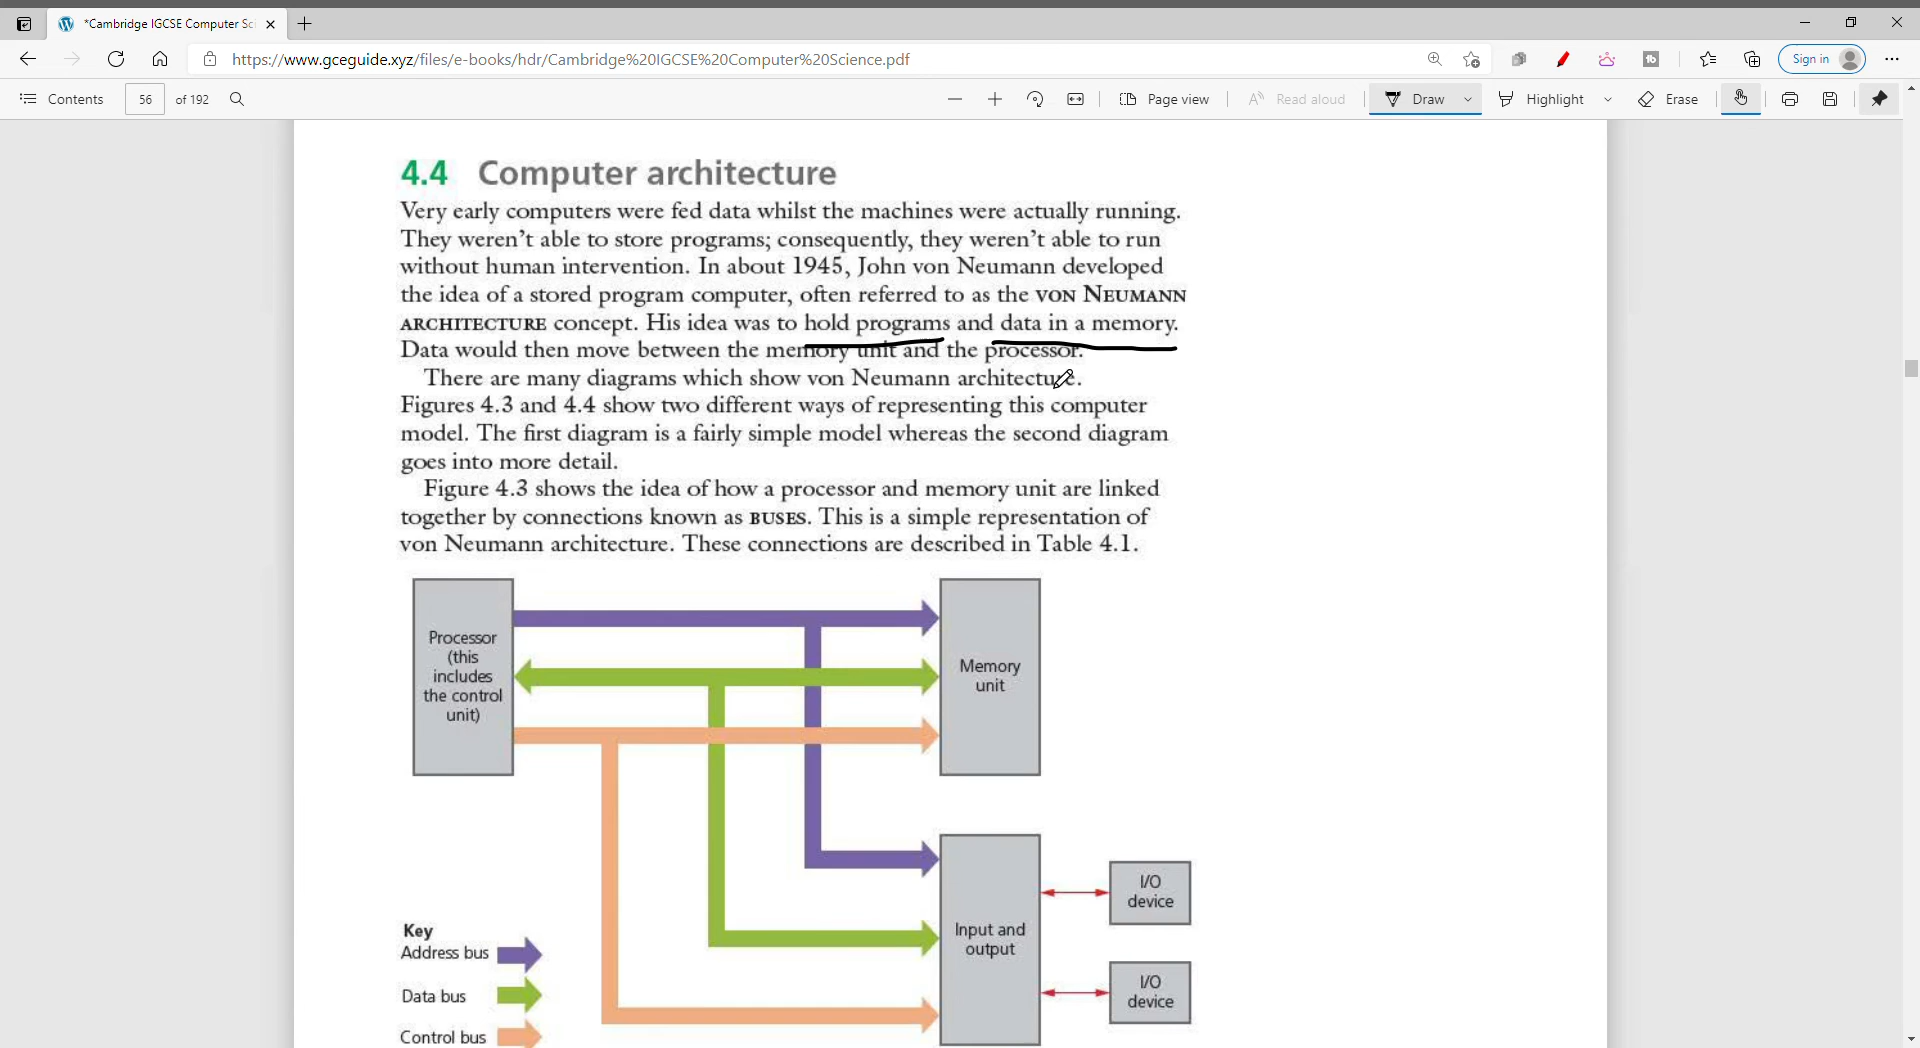 *Cambridge IGCSE Computer Sci
https://www.gceguide.xyz/files/e-books/hdr/Cambridge%20IGCSE%20Computer%20Science.pdf
Sign in
Contents 56 of 192 Page view Read aloud Draw Highlight Erase
4.4 Computer architecture
Very early computers were fed data whilst the machines were actually running.
They weren't able to store programs; consequently, they weren't able to run
without human intervention. In about 1945, John von Neumann developed
the idea of a stored program computer, often referred to as the VON NEUMANN
ARCHITECTURE concept. His idea was to hold programs and data in a memory.
Data would then move between the memory unit and the processor.
There are many diagrams which show von Neumann architecture.
Figures 4.3 and 4.4 show two different ways of representing this computer
model. The first diagram is a fairly simple model whereas the second diagram
goes into more detail.
Figure 4.3 shows the idea of how a processor and memory unit are linked
together by connections known as BUSES. This is a simple representation of
von Neumann architecture. These connections are described in Table 4.1.
Processor
(this
includes
the control
unit)
Memory
unit
Input and
output
I/O
device
I/O
device
Key
Address bus
Data bus
Control bus